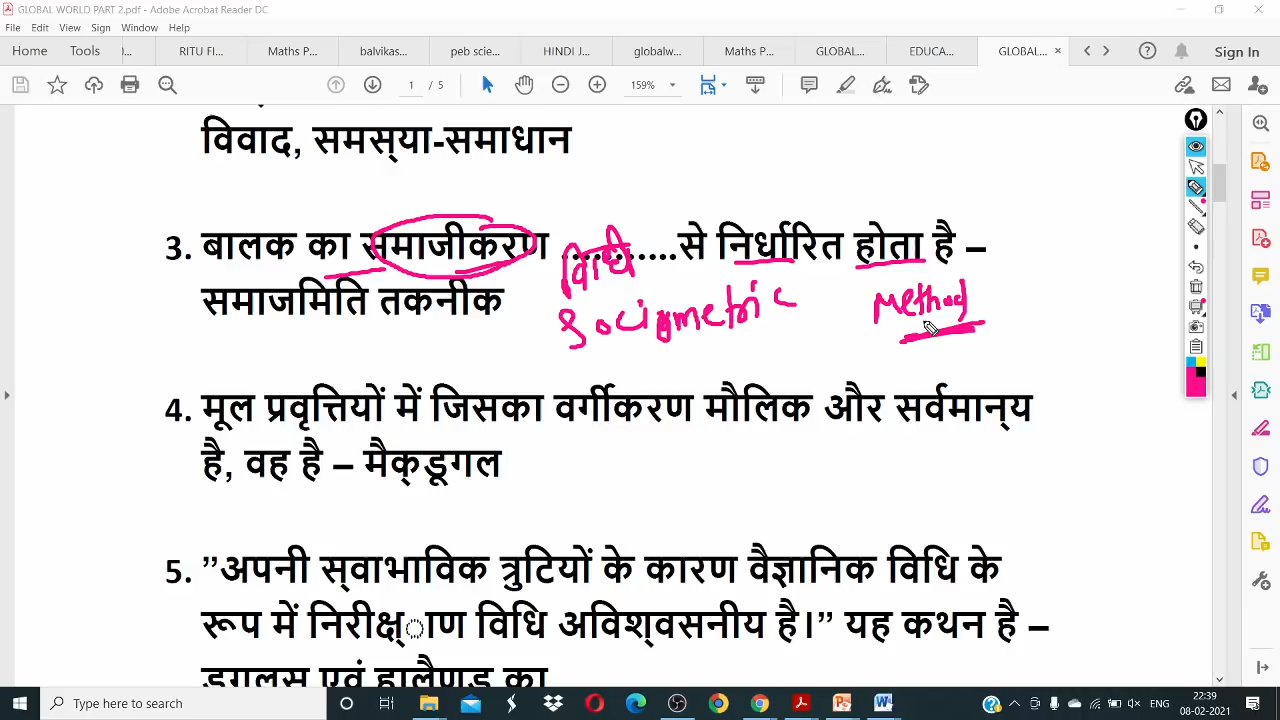 GLOBAL WORLD PART 2.pdf - Adobe Acrobat Reader DC
File Edit View Sign Window Help
Home Tools ). RITU FI... Maths P... balvikas... peb scie... HINDI J... globalw... Maths P... GLOBAL... EDUCA... GLOBAL... × Sign In
1 / 5 159%
विवाद, समस्या-समाधान
3. बालक का समाजीकरण ............से निर्धारित होता है –
विधि
समाजमिति तकनीक
Sociometric Method
4. मूल प्रवृत्तियों में जिसका वर्गीकरण मौलिक और सर्वमान्य
है, वह है – मैक्डूगल
5. ”अपनी स्वाभाविक त्रुटियों के कारण वैज्ञानिक विधि के
रूप में निरीक्ष्ाण विधि अविश्वसनीय है।” यह कथन है –
डगलस एवं हालैण्ड का
Type here to search
22:39
ENG
08-02-2021